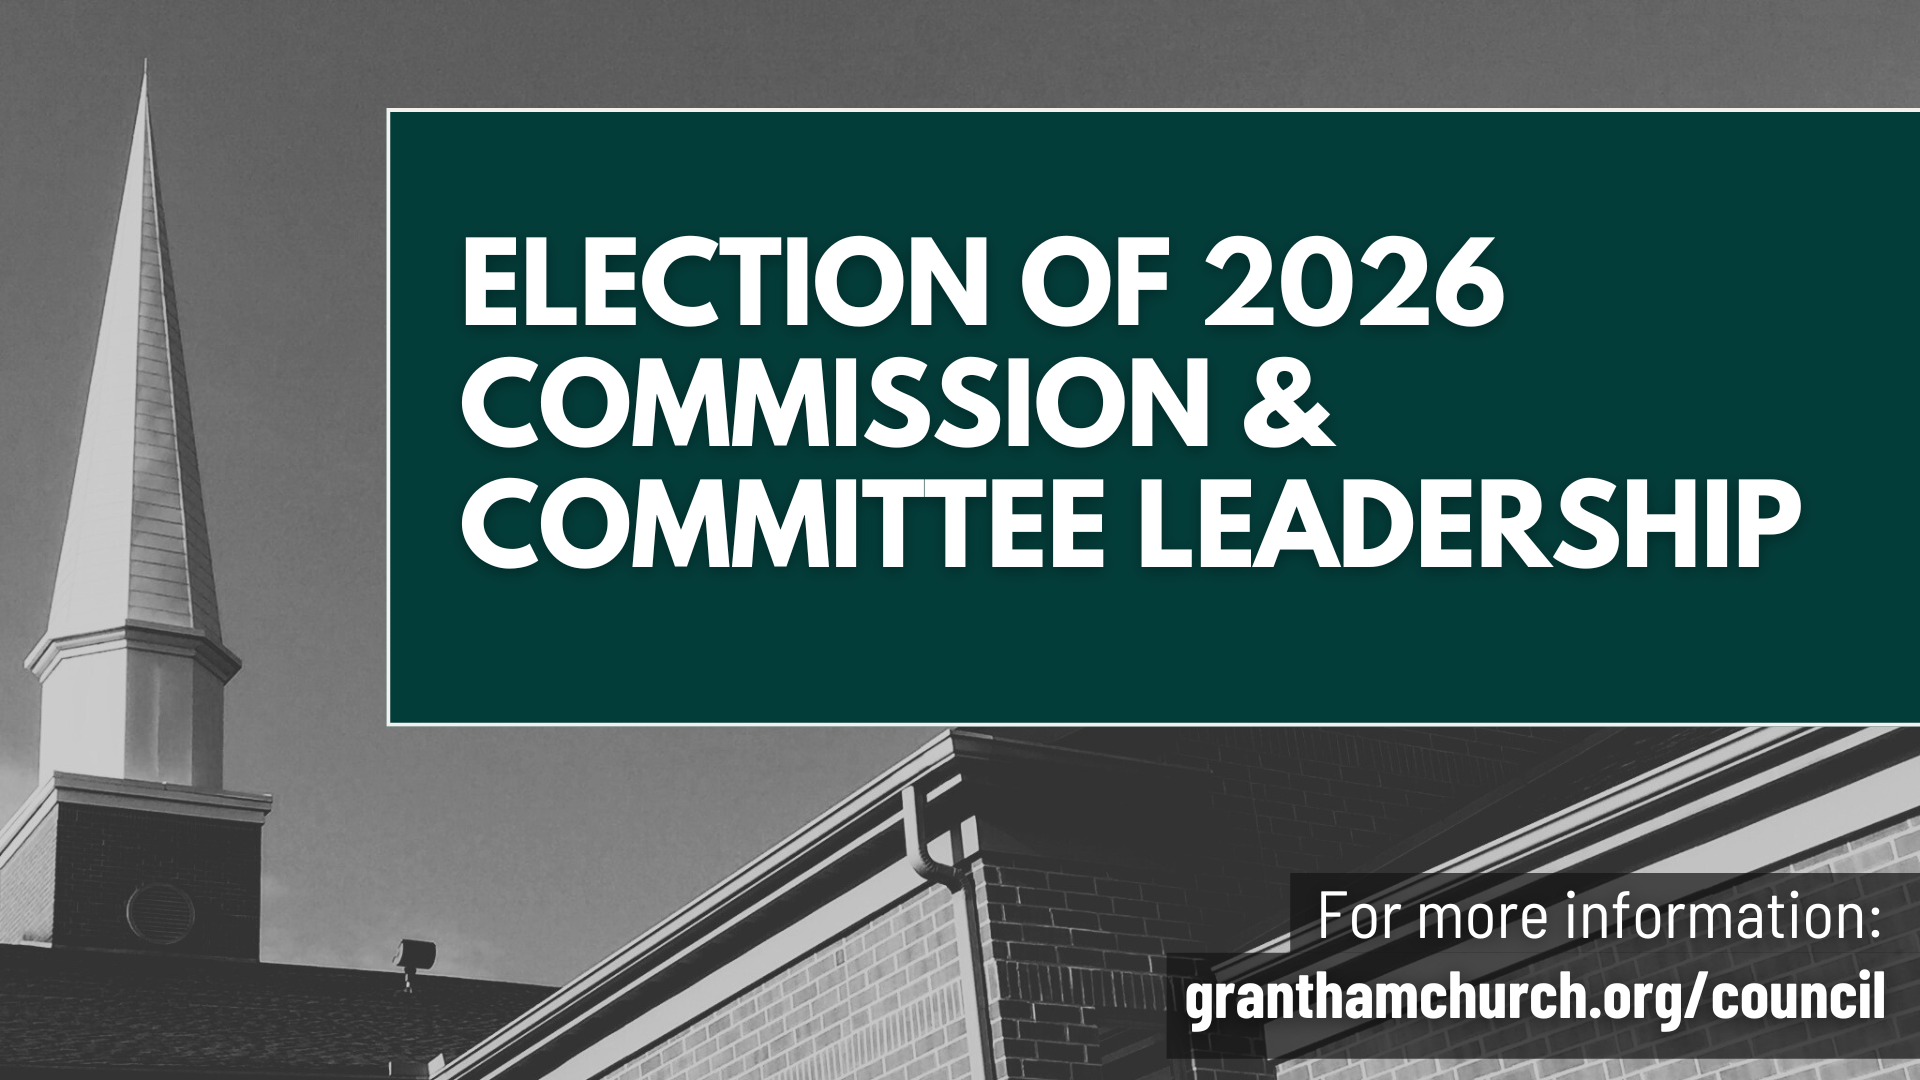 ELECTION OF 2026
COMMISSION &
COMMITTEE LEADERSHIP
For more information:
granthamchurch.org/council